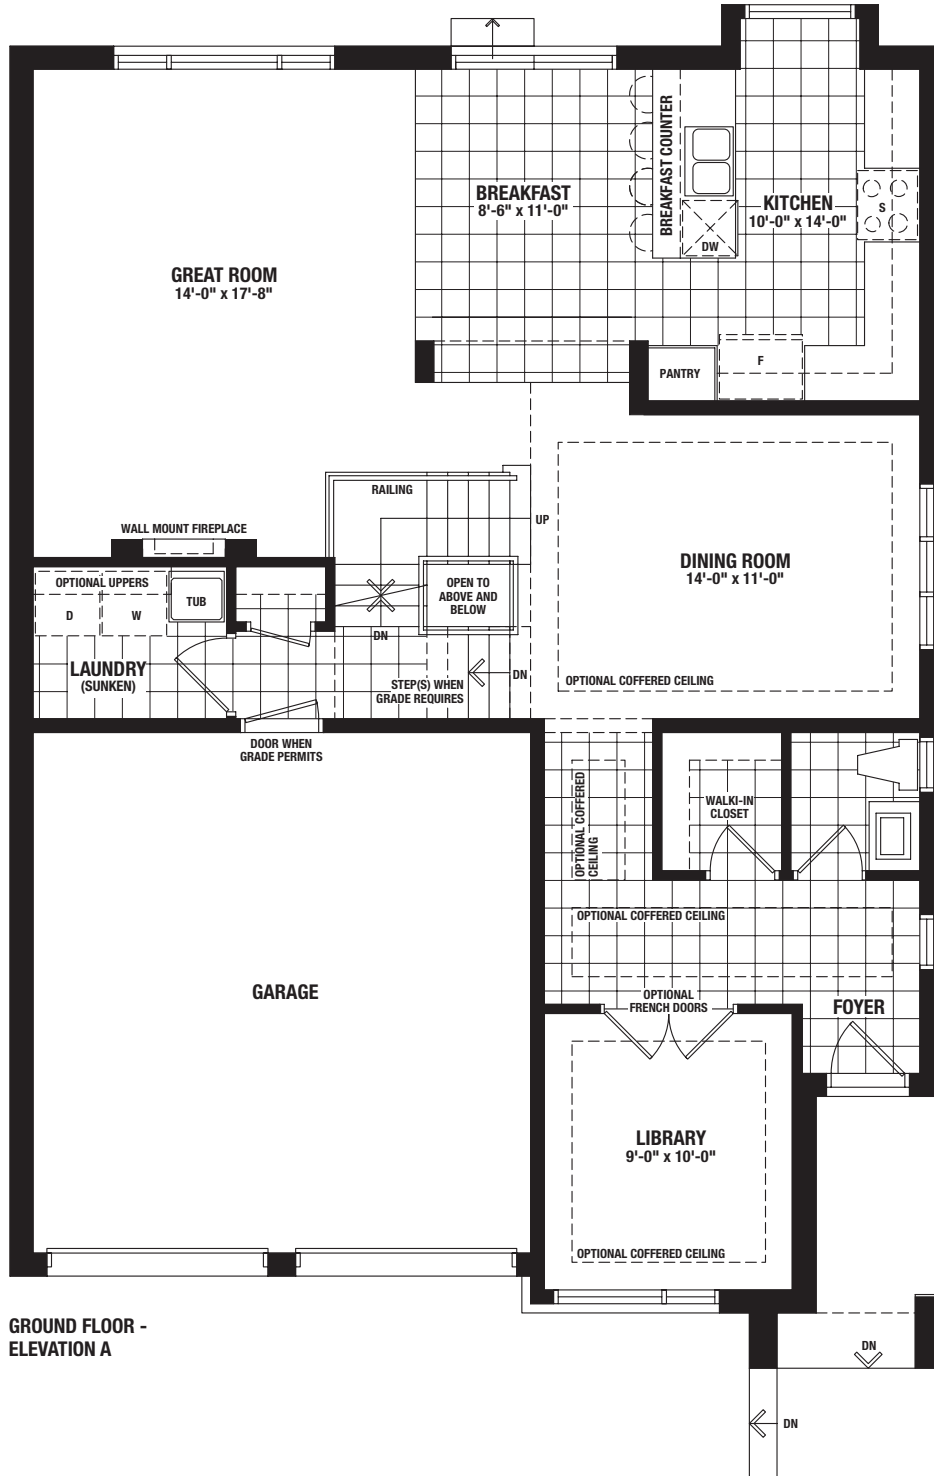 BREAKFAST
8'-6" x 11'-0"
BREAKFAST COUNTER
DW
KITCHEN
10'-0" x 14'-0"
S
GREAT ROOM
14'-0" x 17'-8"
PANTRY
F
RAILING
UP
WALL MOUNT FIREPLACE
OPTIONAL UPPERS
D
W
TUB
OPEN TO
ABOVE AND
BELOW
DN
DINING ROOM
14'-0" x 11'-0"
OPTIONAL COFFERED CEILING
LAUNDRY
(SUNKEN)
STEP(S) WHEN
GRADE REQUIRES
DN
DOOR WHEN
GRADE PERMITS
OPTIONAL COFFERED
CEILING
WALKI-IN
CLOSET
OPTIONAL COFFERED CEILING
GARAGE
OPTIONAL
FRENCH DOORS
FOYER
LIBRARY
9'-0" x 10'-0"
OPTIONAL COFFERED CEILING
GROUND FLOOR -
ELEVATION A
DN
DN